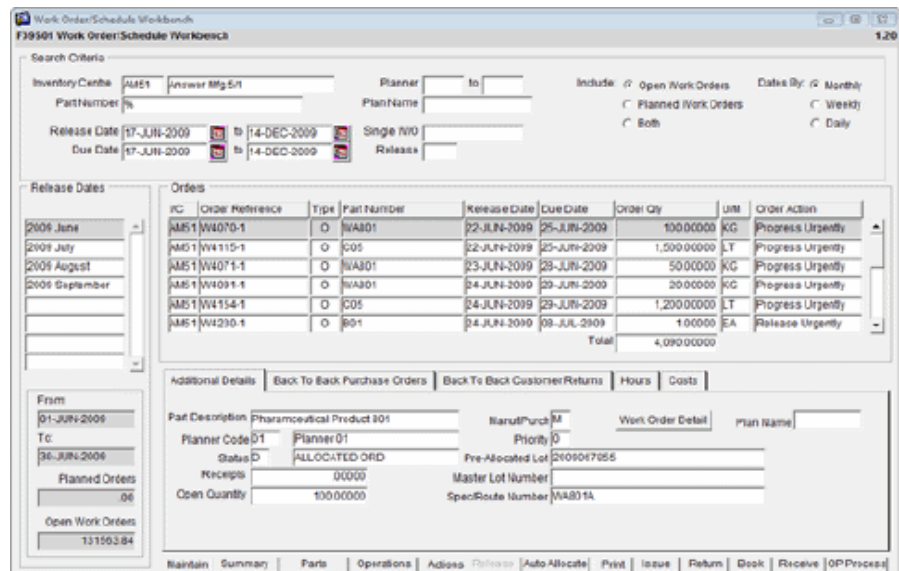 Work Order/Schedule Workbench
F39501 Work Order/Schedule Workbench 1.20
Search Criteria
Inventory Centre AM51 Answer Mfg 5/1 Planner to Include: Open Work Orders Dates By: Monthly
Part Number % Plan Name Planned Work Orders Weekly
Release Date 17-JUN-2009 to 14-DEC-2009 Single W/O Both Daily
Due Date 17-JUN-2009 to 14-DEC-2009 Release
Release Dates Orders
I/C Order Reference Type Part Number Release Date Due Date Order Qty U/M Order Action
2009 June AM51 W4070-1 O WA801 22-JUN-2009 25-JUN-2009 100.00000 KG Progress Urgently
2009 July AM51 W4115-1 O C05 22-JUN-2009 25-JUN-2009 1,500.00000 LT Progress Urgently
2009 August AM51 W4071-1 O WA801 23-JUN-2009 50.00000 KG Progress Urgently
2009 September AM51 W4091-1 O WA801 24-JUN-2009 20.00000 KG Progress Urgently
AM51 W4154-1 O C05 24-JUN-2009 29-JUN-2009 1,200.00000 LT Progress Urgently
AM51 O B01 24-JUN-2009 08-JUL-2009 1.00000 EA Release Urgently
Total 4,090.00000
Additional Details Back To Back Purchase Orders Back To Back Customer Returns Hours Costs
From
01-JUN-2009
To:
30-JUN-2009
Planned Orders
.00
Open Work Orders
131563.84
Part Description Pharamceutical Product 801 Manuf/Purch M Work Order Detail Plan Name
Planner Code 01 Planner 01 Priority 0
Status D ALLOCATED ORD Pre-Allocated Lot
Receipts .00000 Master Lot Number
Open Quantity 100.00000 Spec/Route Number WA801A
Maintain Summary Parts Operations Actions Release Auto Allocate Print Issue Return Book Receive OP Process